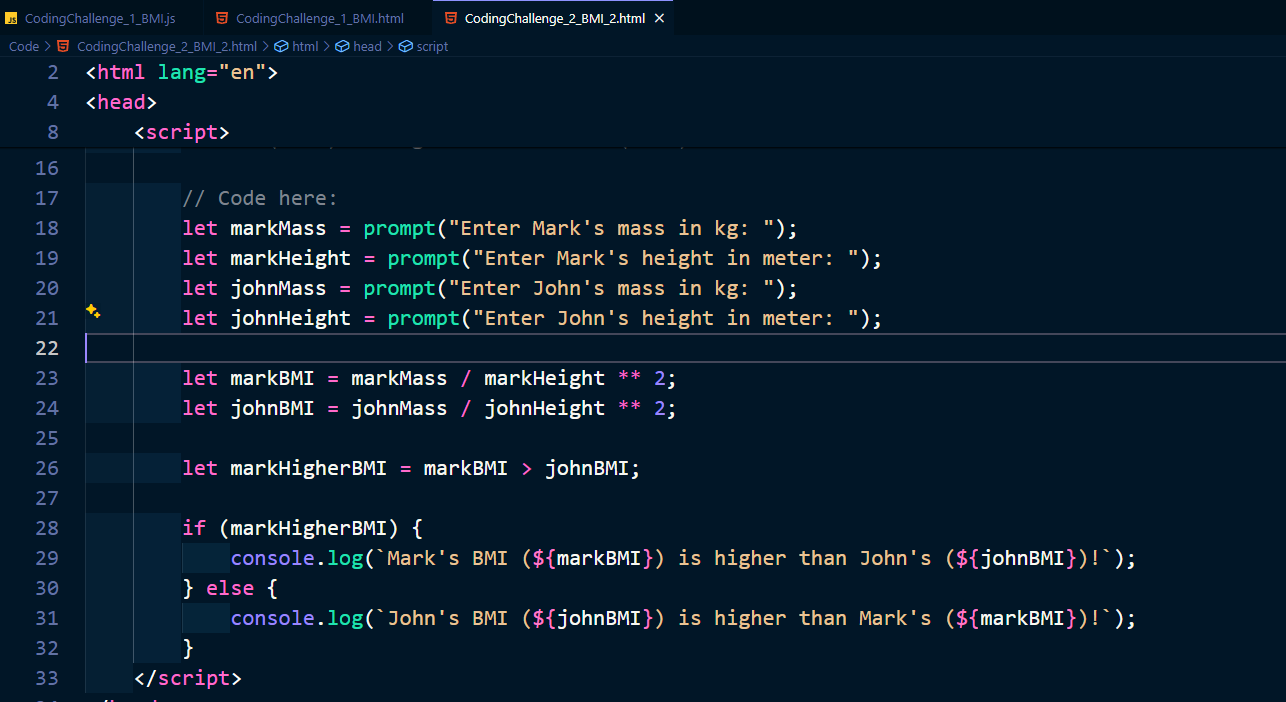 JS CodingChallenge_1_BMI.js CodingChallenge_1_BMI.html CodingChallenge_2_BMI_2.html ×
Code > CodingChallenge_2_BMI_2.html > html > head > script
2 <html lang="en">
4 <head>
8 <script>
16
17 // Code here:
18 let markMass = prompt("Enter Mark's mass in kg: ");
19 let markHeight = prompt("Enter Mark's height in meter: ");
20 let johnMass = prompt("Enter John's mass in kg: ");
21 let johnHeight = prompt("Enter John's height in meter: ");
22
23 let markBMI = markMass / markHeight ** 2;
24 let johnBMI = johnMass / johnHeight ** 2;
25
26 let markHigherBMI = markBMI > johnBMI;
27
28 if (markHigherBMI) {
29 console.log(`Mark's BMI (${markBMI}) is higher than John's (${johnBMI})!`);
30 } else {
31 console.log(`John's BMI (${johnBMI}) is higher than Mark's (${markBMI})!`);
32 }
33 </script>